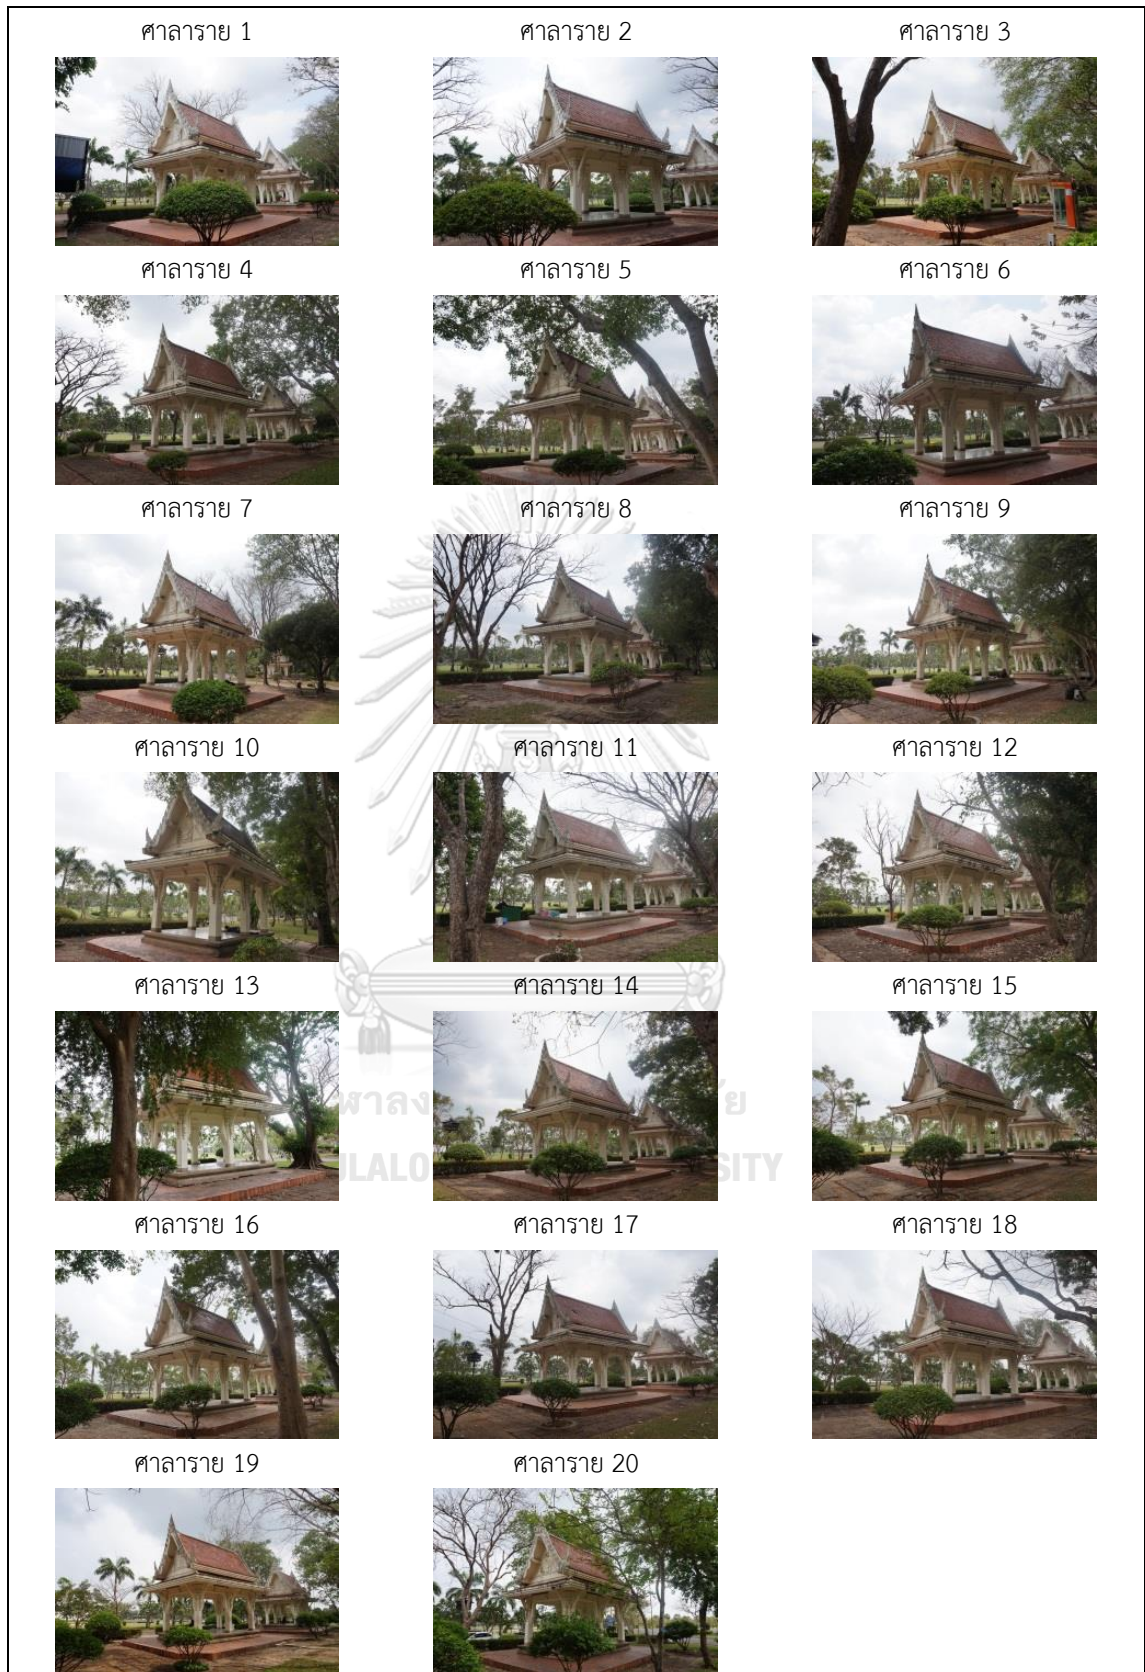 ศาลาราย 1 ศาลาราย 2 ศาลาราย 3
ศาลาราย 4 ศาลาราย 5 ศาลาราย 6
ศาลาราย 7 ศาลาราย 8 ศาลาราย 9
ศาลาราย 10 ศาลาราย 11 ศาลาราย 12
ศาลาราย 13 ศาลาราย 14 ศาลาราย 15
ศาลาราย 16 ศาลาราย 17 ศาลาราย 18
ศาลาราย 19 ศาลาราย 20